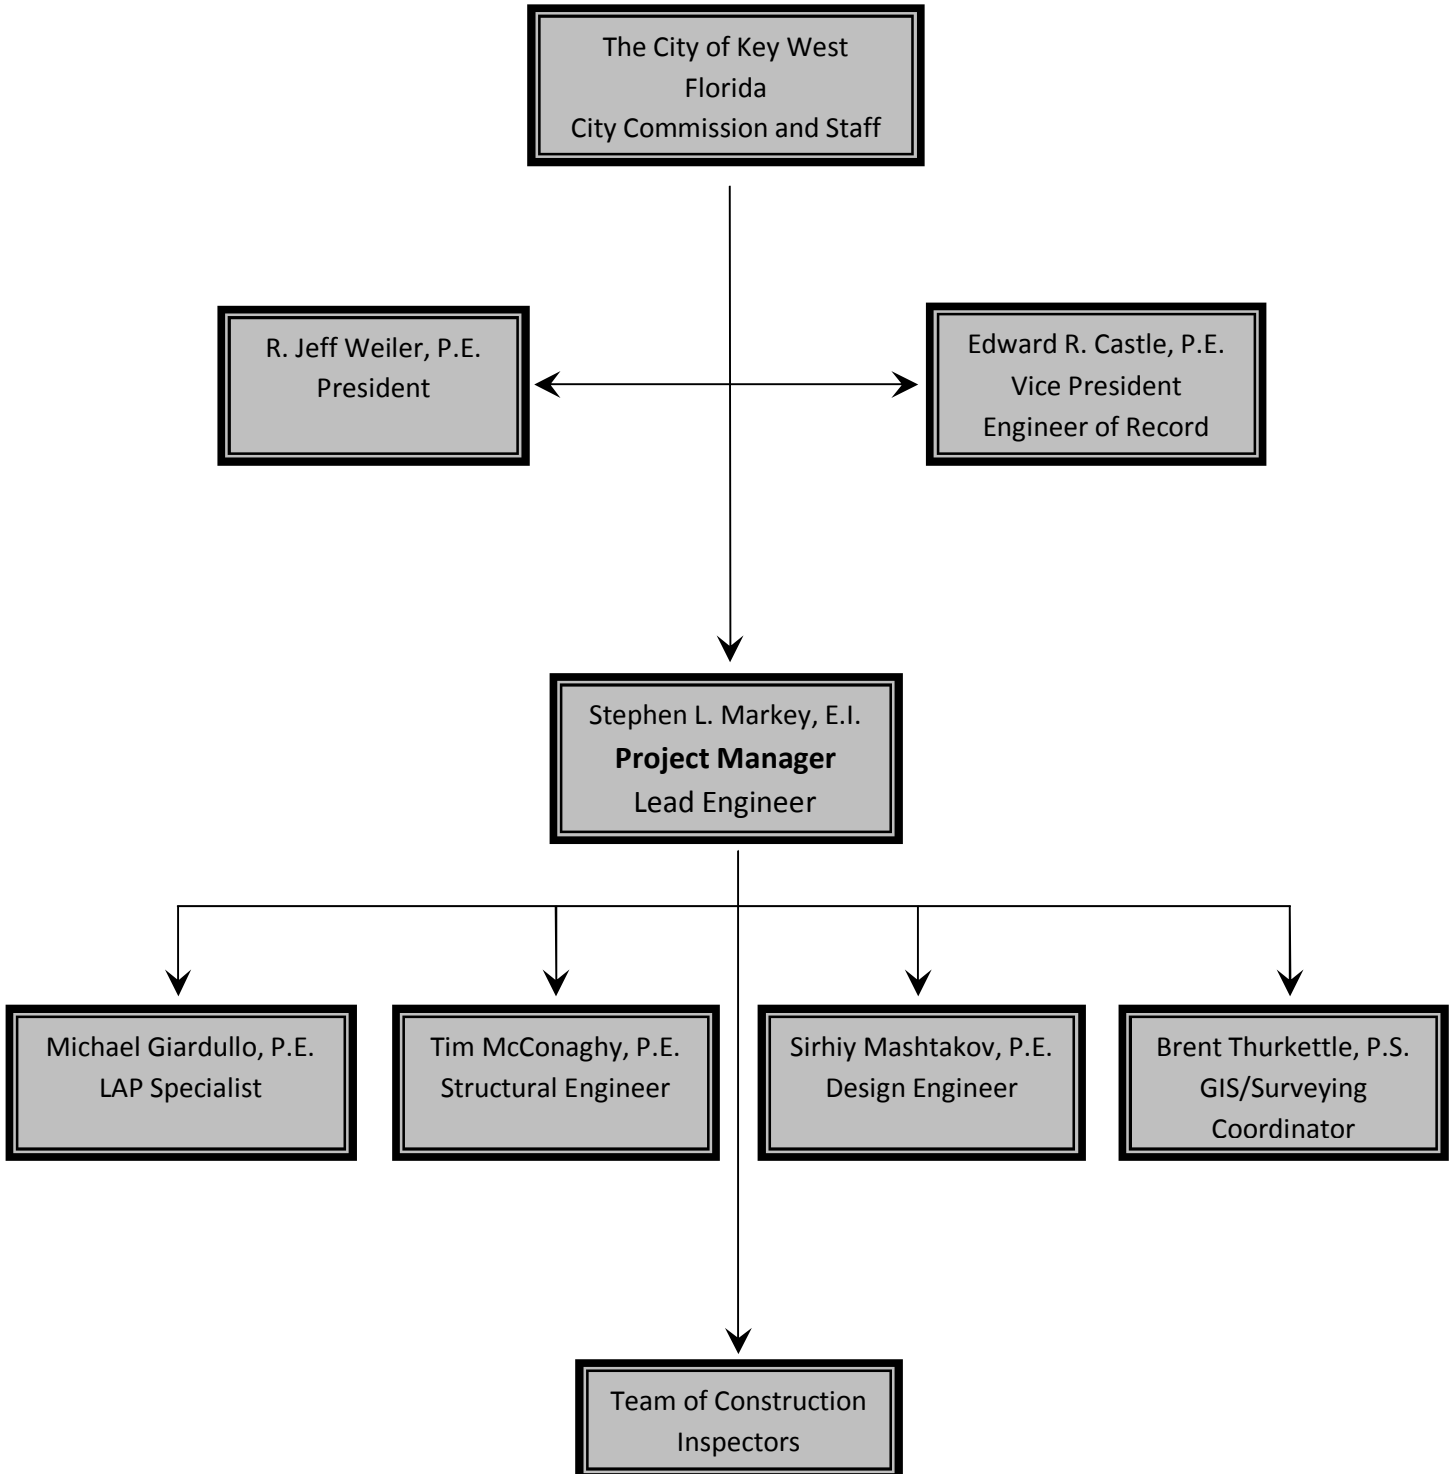 The City of Key West
Florida
City Commission and Staff
R. Jeff Weiler, P.E.
President
Edward R. Castle, P.E.
Vice President
Engineer of Record
Stephen L. Markey, E.I.
Project Manager
Lead Engineer
Michael Giardullo, P.E.
LAP Specialist
Tim McConaghy, P.E.
Structural Engineer
Sirhiy Mashtakov, P.E.
Design Engineer
Brent Thurkettle, P.S.
GIS/Surveying
Coordinator
Team of Construction
Inspectors